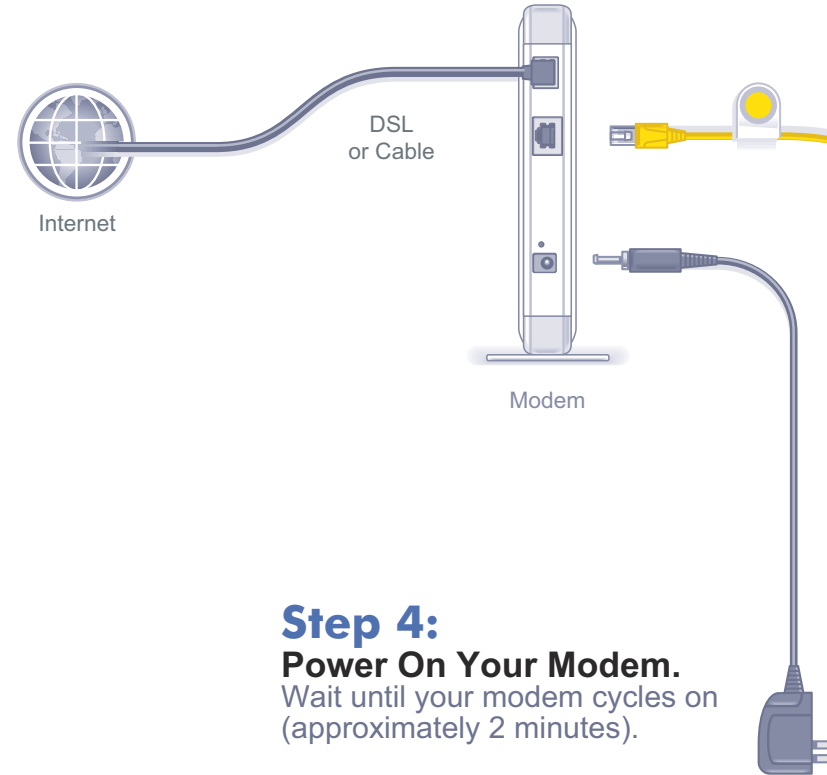 DSL
or Cable
Internet
Modem
Step 4:
Power On Your Modem.
Wait until your modem cycles on
(approximately 2 minutes).